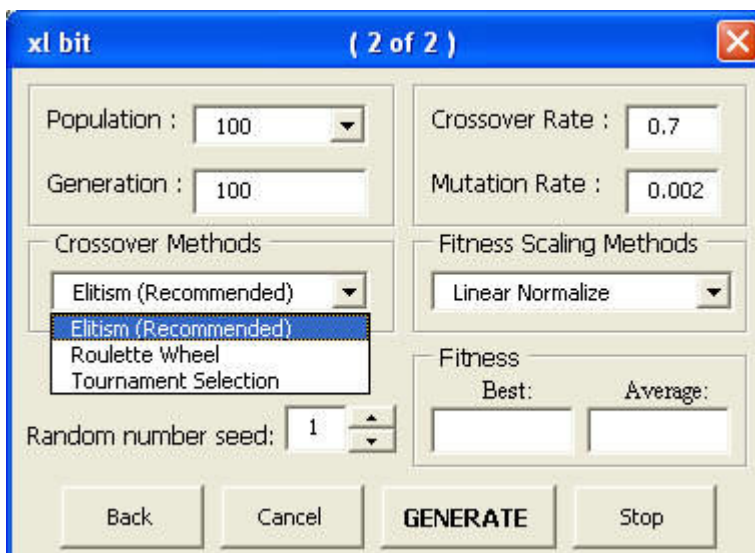 xl bit ( 2 of 2 )
Population : 100
Generation : 100
Crossover Rate : 0.7
Mutation Rate : 0.002
Crossover Methods
Elitism (Recommended)
Elitism (Recommended)
Roulette Wheel
Tournament Selection
Fitness Scaling Methods
Linear Normalize
Random number seed: 1
Fitness
Best: Average:
Back Cancel GENERATE Stop